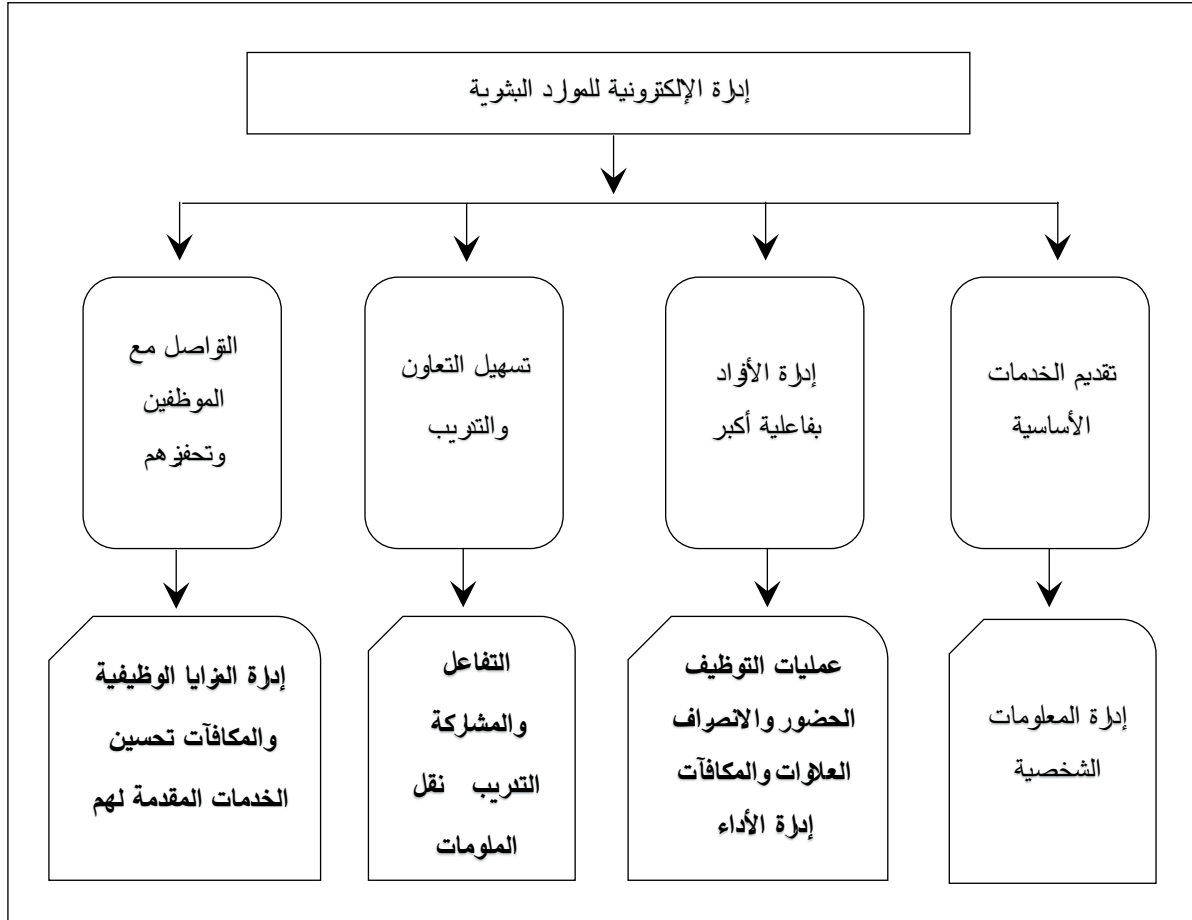 إدارة الإلكترونية للموارد البشرية
تقديم الخدمات
الأساسية
إدارة الأفراد
بفاعلية أكبر
تسهيل التعاون
والتدريب
التواصل مع
الموظفين
وتحفزهم
إدارة المعلومات
الشخصية
عمليات التوظيف
الحضور والانصراف
العلاوات والمكافآت
إدارة الأداء
التفاعل
والمشاركة
التدريب نقل
الملومات
إدارة المزايا الوظيفية
والمكافآت تحسين
الخدمات المقدمة لهم